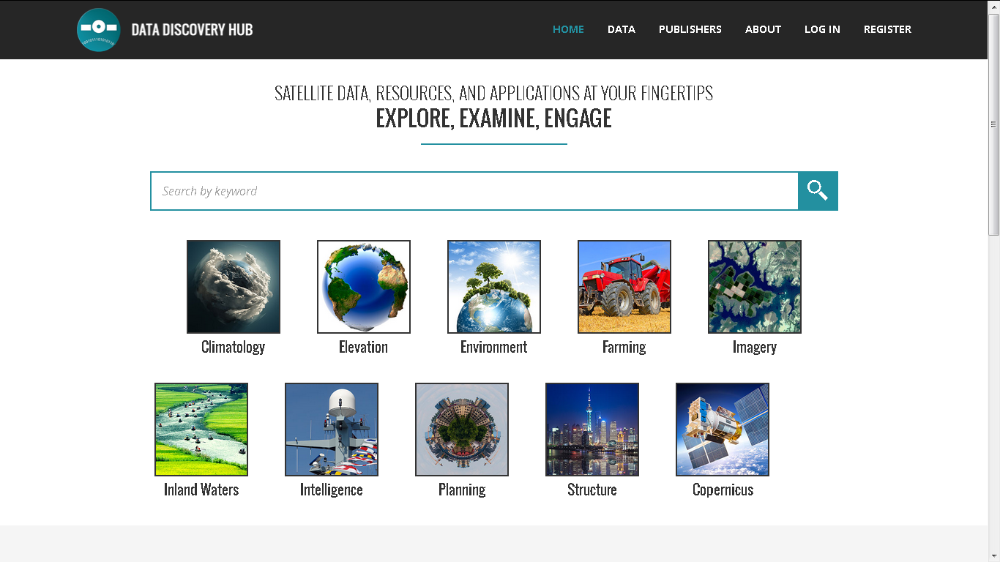 DATA DISCOVERY HUB
HOME DATA PUBLISHERS ABOUT LOG IN REGISTER
SATELLITE DATA, RESOURCES, AND APPLICATIONS AT YOUR FINGERTIPS
EXPLORE, EXAMINE, ENGAGE
Search by keyword
Climatology Elevation Environment Farming Imagery
Inland Waters Intelligence Planning Structure Copernicus